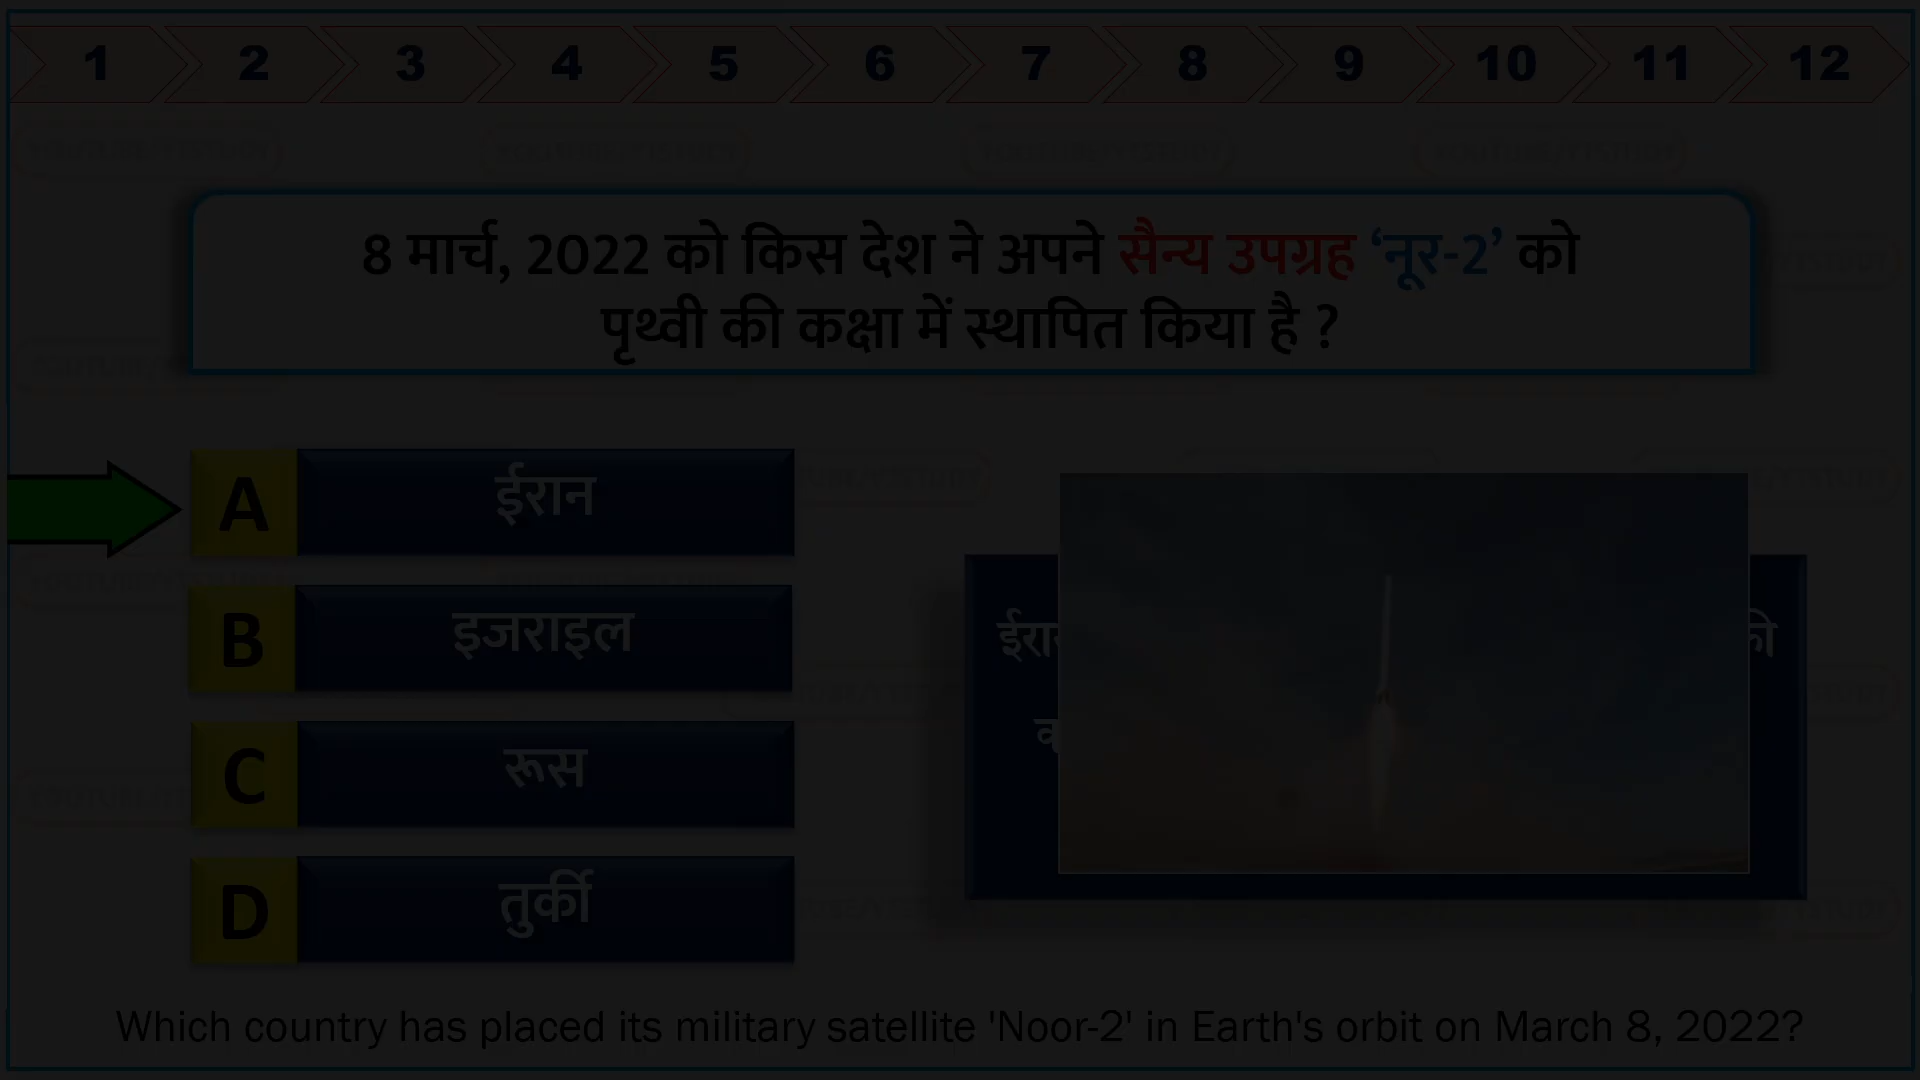 1 2 3 4 5 6 7 8 9 10 11 12
8 मार्च, 2022 को किस देश ने अपने सैन्य उपग्रह ‘नूर-2’ को
पृथ्वी की कक्षा में स्थापित किया है ?
A ईरान
B इजराइल
C रूस
D तुर्की
Which country has placed its military satellite 'Noor-2' in Earth's orbit on March 8, 2022?